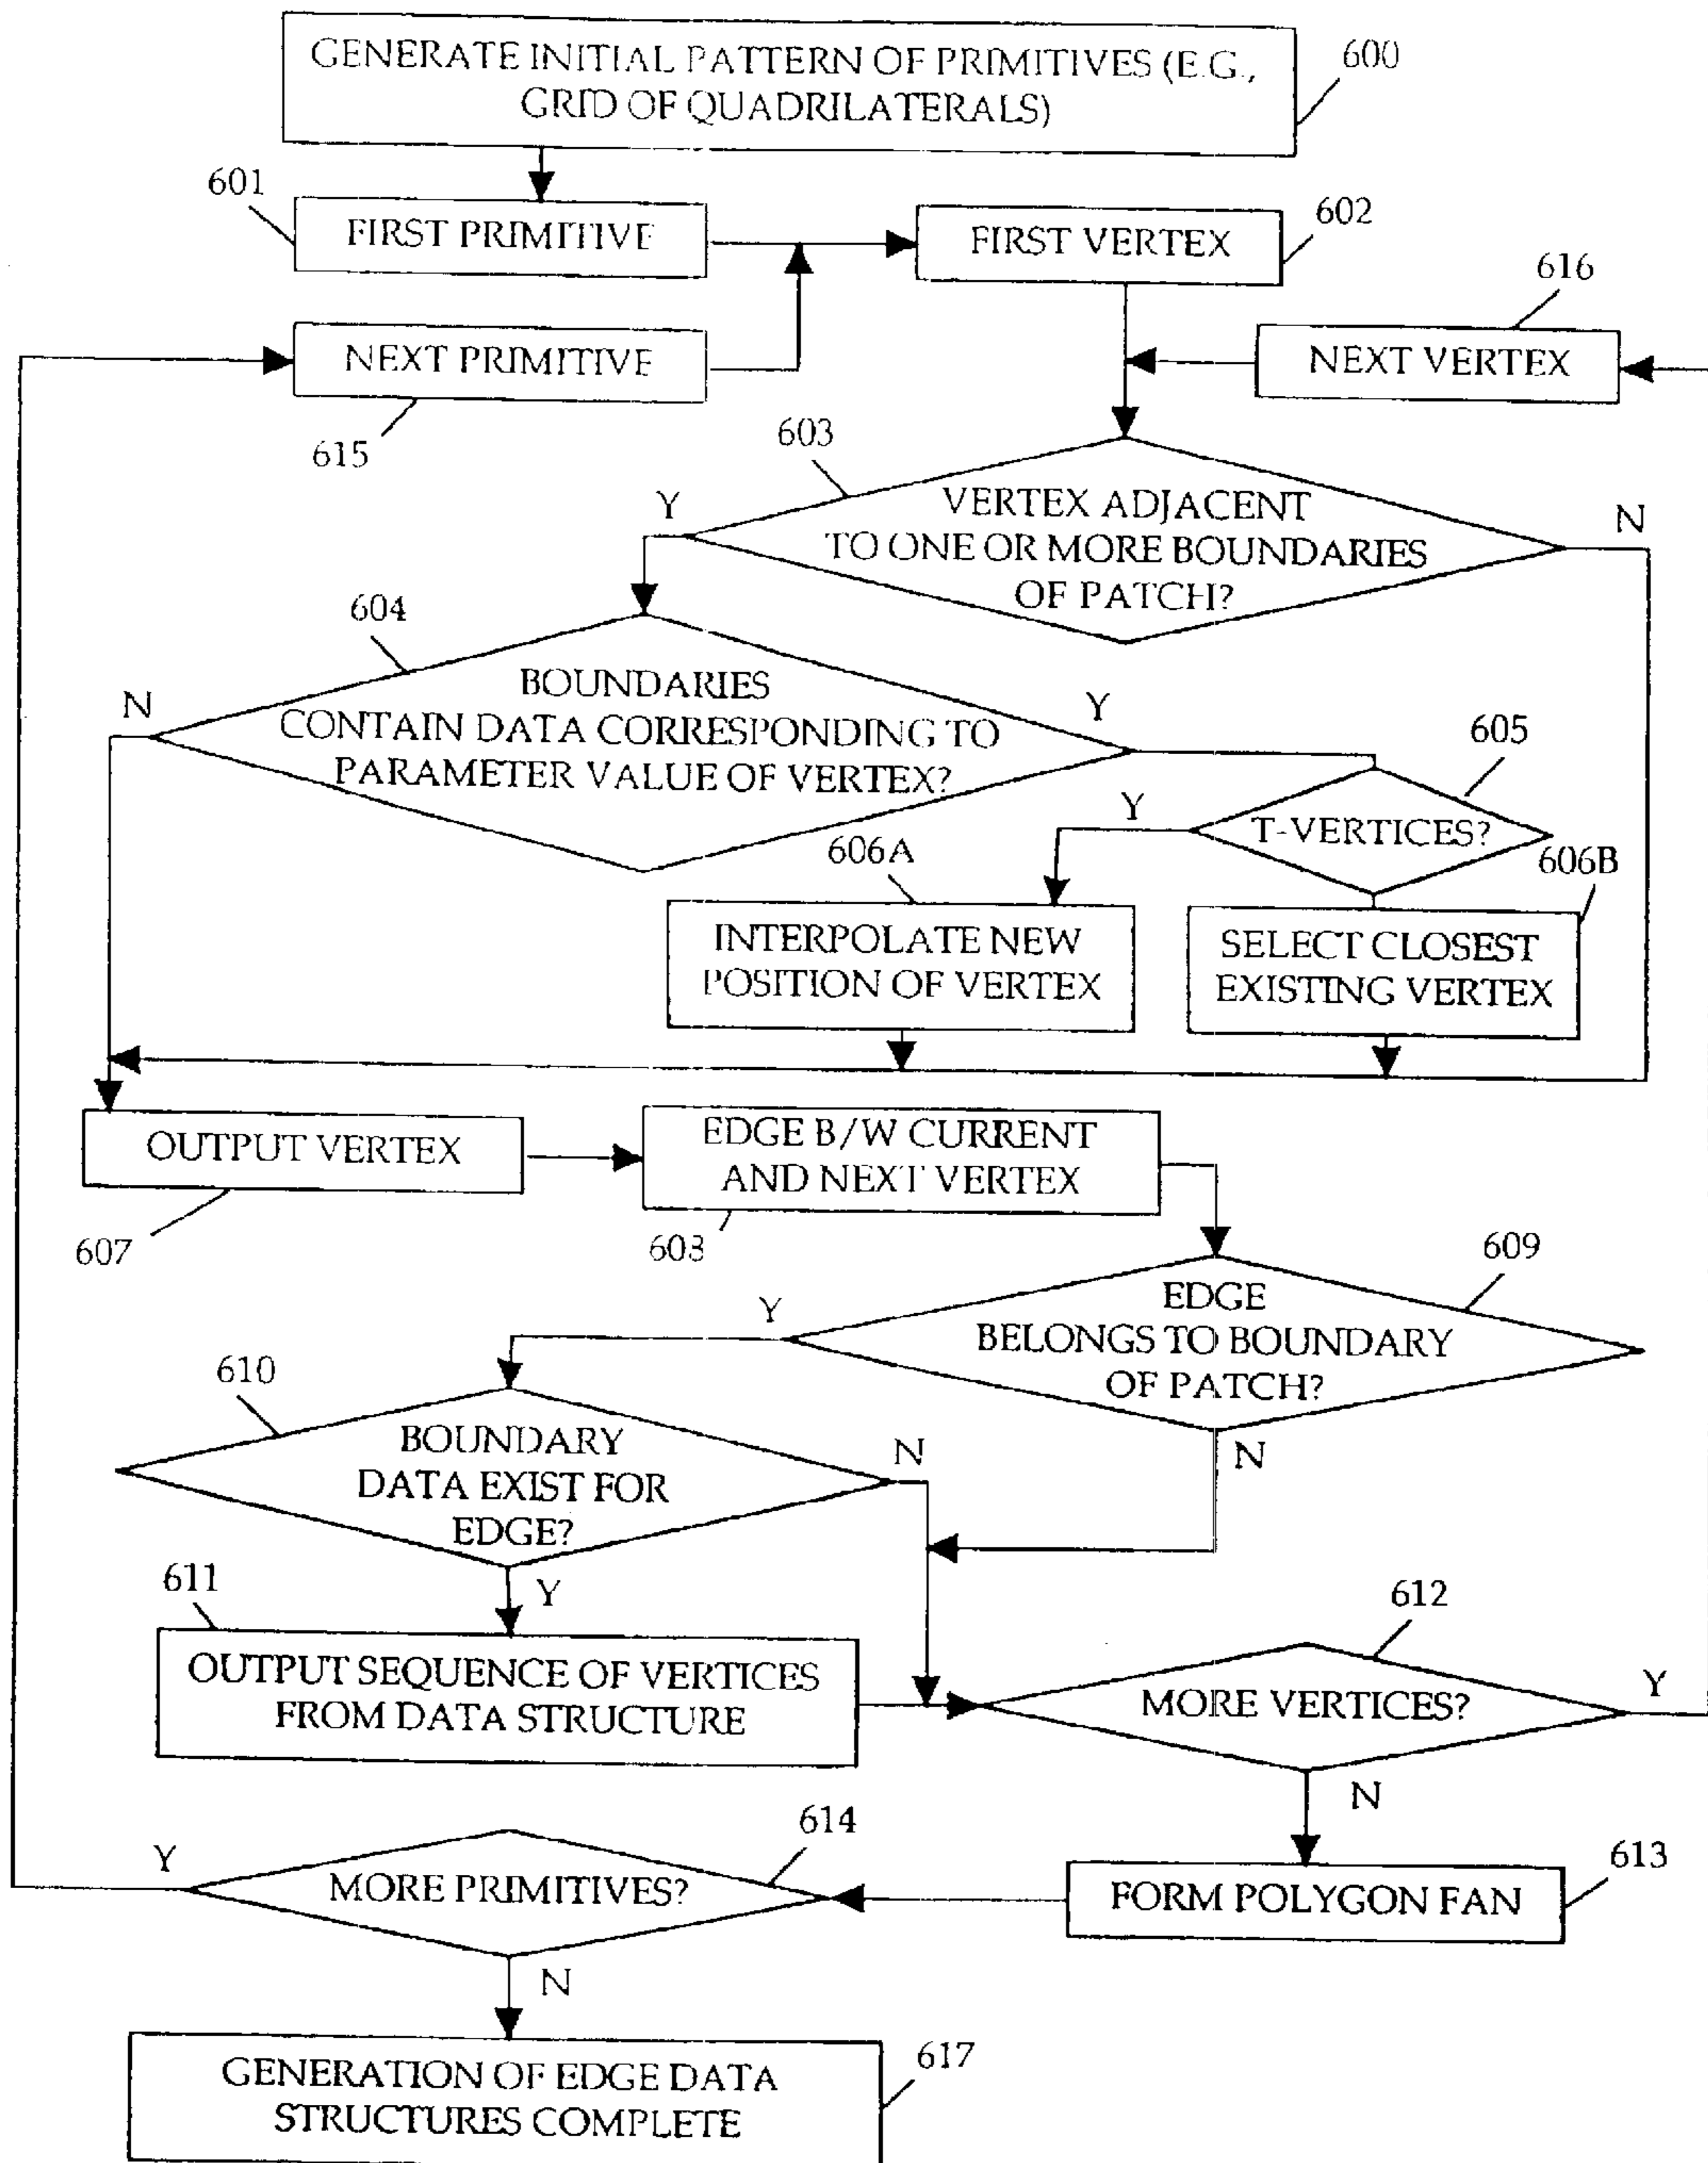 GENERATE INITIAL PATTERN OF PRIMITIVES (E.G.,
GRID OF QUADRILATERALS)
600
601
FIRST PRIMITIVE
FIRST VERTEX
602
616
NEXT PRIMITIVE
NEXT VERTEX
615
603
VERTEX ADJACENT
TO ONE OR MORE BOUNDARIES
OF PATCH?
Y
N
604
BOUNDARIES
CONTAIN DATA CORRESPONDING TO
PARAMETER VALUE OF VERTEX?
N
Y
605
T-VERTICES?
Y
606A
606B
INTERPOLATE NEW
POSITION OF VERTEX
SELECT CLOSEST
EXISTING VERTEX
OUTPUT VERTEX
607
EDGE B/W CURRENT
AND NEXT VERTEX
608
609
EDGE
BELONGS TO BOUNDARY
OF PATCH?
Y
N
610
BOUNDARY
DATA EXIST FOR
EDGE?
N
Y
611
OUTPUT SEQUENCE OF VERTICES
FROM DATA STRUCTURE
612
MORE VERTICES?
Y
N
614
MORE PRIMITIVES?
Y
N
FORM POLYGON FAN
613
GENERATION OF EDGE DATA
STRUCTURES COMPLETE
617